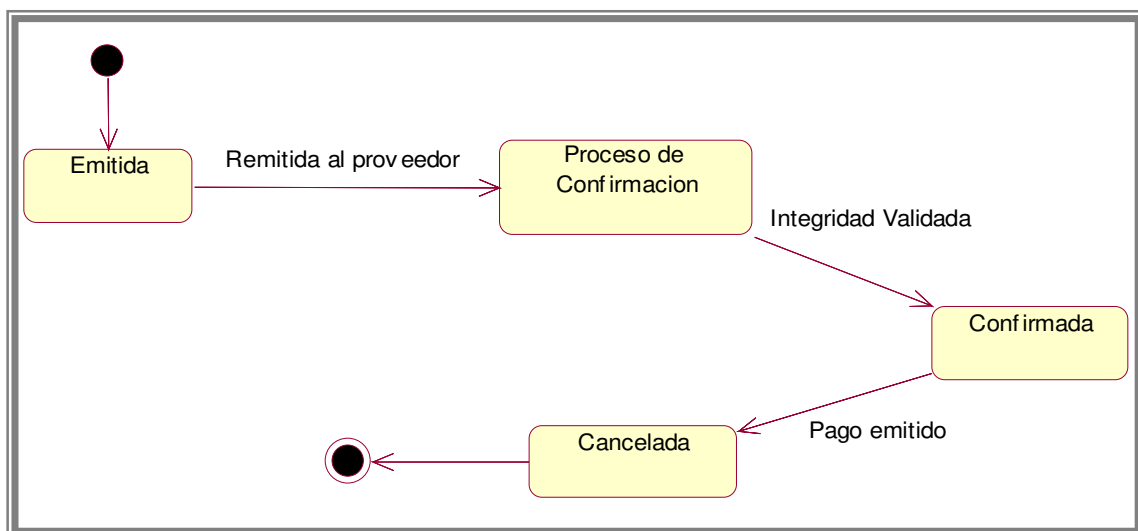 Emitida
Remitida al proveedor
Proceso de
Confirmacion
Integridad Validada
Confirmada
Pago emitido
Cancelada